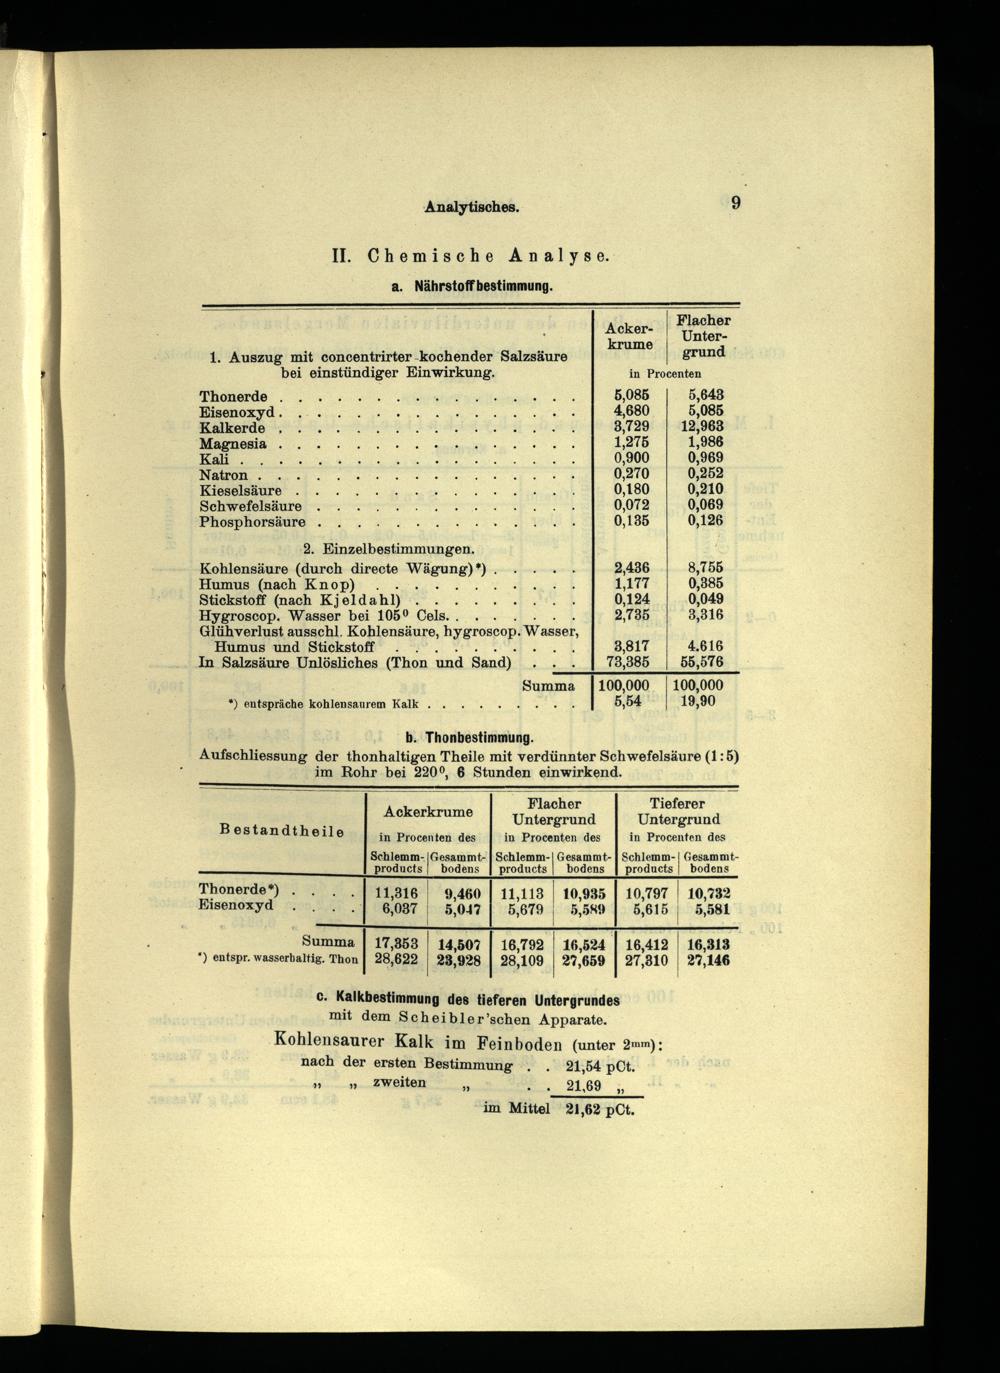 Analytisches.
9
II. Chemische Analyse.
a. Nährstoffbestimmung.
1. Auszug mit concentrirter kochender Salzsäure
bei einstündiger Einwirkung.
Acker-
krume
Flacher
Unter-
grund
in Procenten
Thonerde . . . . . . . . . . . . . . . . 5,085 5,643
Eisenoxyd . . . . . . . . . . . . . . . . 4,680 5,085
Kalkerde . . . . . . . . . . . . . . . . 3,729 12,963
Magnesia . . . . . . . . . . . . . . . . 1,275 1,986
Kali . . . . . . . . . . . . . . . . . . 0,900 0,969
Natron . . . . . . . . . . . . . . . . . 0,270 0,252
Kieselsäure . . . . . . . . . . . . . . . 0,180 0,210
Schwefelsäure . . . . . . . . . . . . . . 0,072 0,069
Phosphorsäure . . . . . . . . . . . . . . 0,135 0,126
2. Einzelbestimmungen.
Kohlensäure (durch directe Wägung)*) . . . . . 2,436 8,755
Humus (nach Knop) . . . . . . . . . . 1,177 0,385
Stickstoff (nach Kjeldahl) . . . . . . . . . 0,124 0,049
Hygroscop. Wasser bei 105⁰ Cels. . . . . . . . 2,735 3,316
Glühverlust ausschl. Kohlensäure, hygroscop. Wasser,
Humus und Stickstoff . . . . . . . . . . 3,817 4.616
In Salzsäure Unlösliches (Thon und Sand) . . . 73,385 55,576
Summa 100,000 100,000
*) entspräche kohlensaurem Kalk . . . . . . . . 5,54 19,90
b. Thonbestimmung.
Aufschliessung der thonhaltigen Theile mit verdünnter Schwefelsäure (1:5)
im Rohr bei 220⁰, 6 Stunden einwirkend.
Bestandtheile
Ackerkrume
in Procenten des
Schlemm-
products
Gesammt-
bodens
Flacher
Untergrund
in Procenten des
Schlemm-
products
Gesammt-
bodens
Tieferer
Untergrund
in Procenten des
Schlemm-
products
Gesammt-
bodens
Thonerde*) . . . . 11,316 9,460 11,113 10,935 10,797 10,732
Eisenoxyd . . . . 6,037 5,047 5,679 5,589 5,615 5,581
Summa 17,353 14,507 16,792 16,524 16,412 16,313
*) entspr. wasserhaltig. Thon 28,622 23,928 28,109 27,659 27,310 27,146
c. Kalkbestimmung des tieferen Untergrundes
mit dem Scheibler'schen Apparate.
Kohlensaurer Kalk im Feinboden (unter 2ᵐᵐ):
nach der ersten Bestimmung . . 21,54 pCt.
„ „ zweiten „ . . 21,69 „
im Mittel 21,62 pCt.